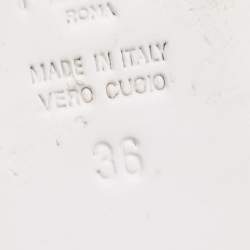 ROMA
MADE IN ITALY
VERO CUOIO
36